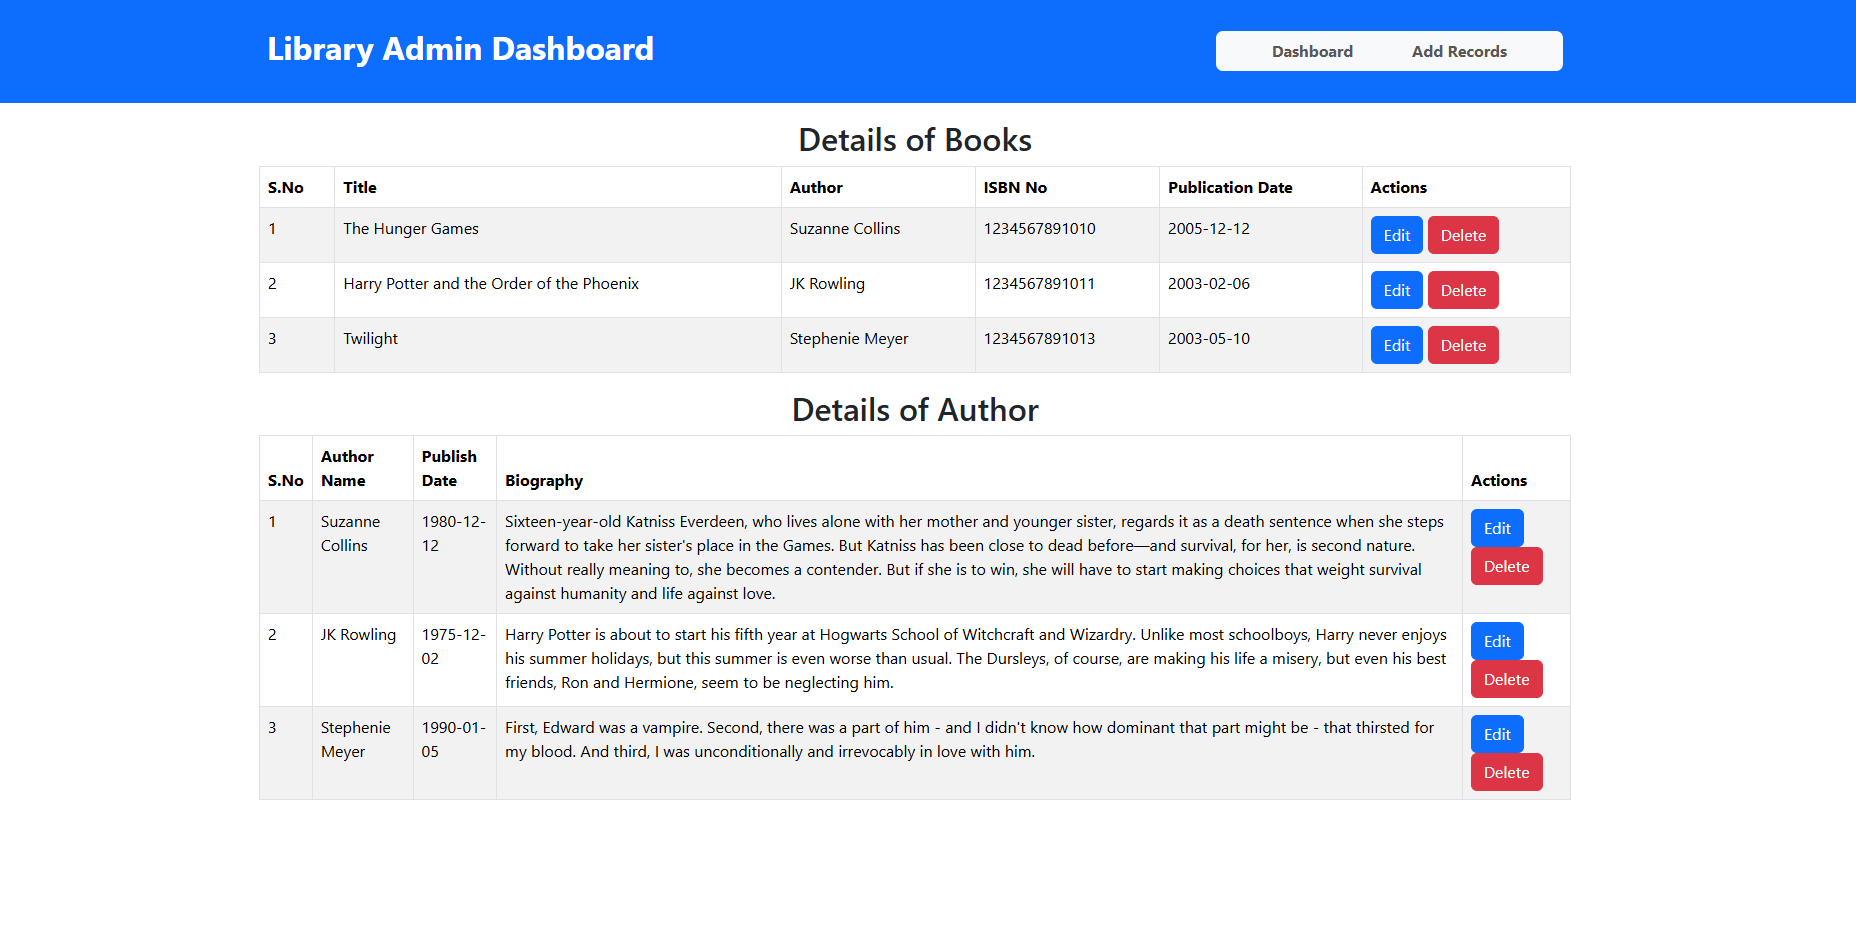 Library Admin Dashboard
Dashboard Add Records
Details of Books
S.No Title Author ISBN No Publication Date Actions
1 The Hunger Games Suzanne Collins 1234567891010 2005-12-12 Edit Delete
2 Harry Potter and the Order of the Phoenix JK Rowling 1234567891011 2003-02-06 Edit Delete
3 Twilight Stephenie Meyer 1234567891013 2003-05-10 Edit Delete
Details of Author
S.No Author Name Publish Date Biography Actions
1 Suzanne Collins 1980-12-12
Sixteen-year-old Katniss Everdeen, who lives alone with her mother and younger sister, regards it as a death sentence when she steps
forward to take her sister's place in the Games. But Katniss has been close to dead before—and survival, for her, is second nature.
Without really meaning to, she becomes a contender. But if she is to win, she will have to start making choices that weight survival
against humanity and life against love.
Edit
Delete
2 JK Rowling 1975-12-02
Harry Potter is about to start his fifth year at Hogwarts School of Witchcraft and Wizardry. Unlike most schoolboys, Harry never enjoys
his summer holidays, but this summer is even worse than usual. The Dursleys, of course, are making his life a misery, but even his best
friends, Ron and Hermione, seem to be neglecting him.
Edit
Delete
3 Stephenie Meyer 1990-01-05
First, Edward was a vampire. Second, there was a part of him - and I didn't know how dominant that part might be - that thirsted for
my blood. And third, I was unconditionally and irrevocably in love with him.
Edit
Delete